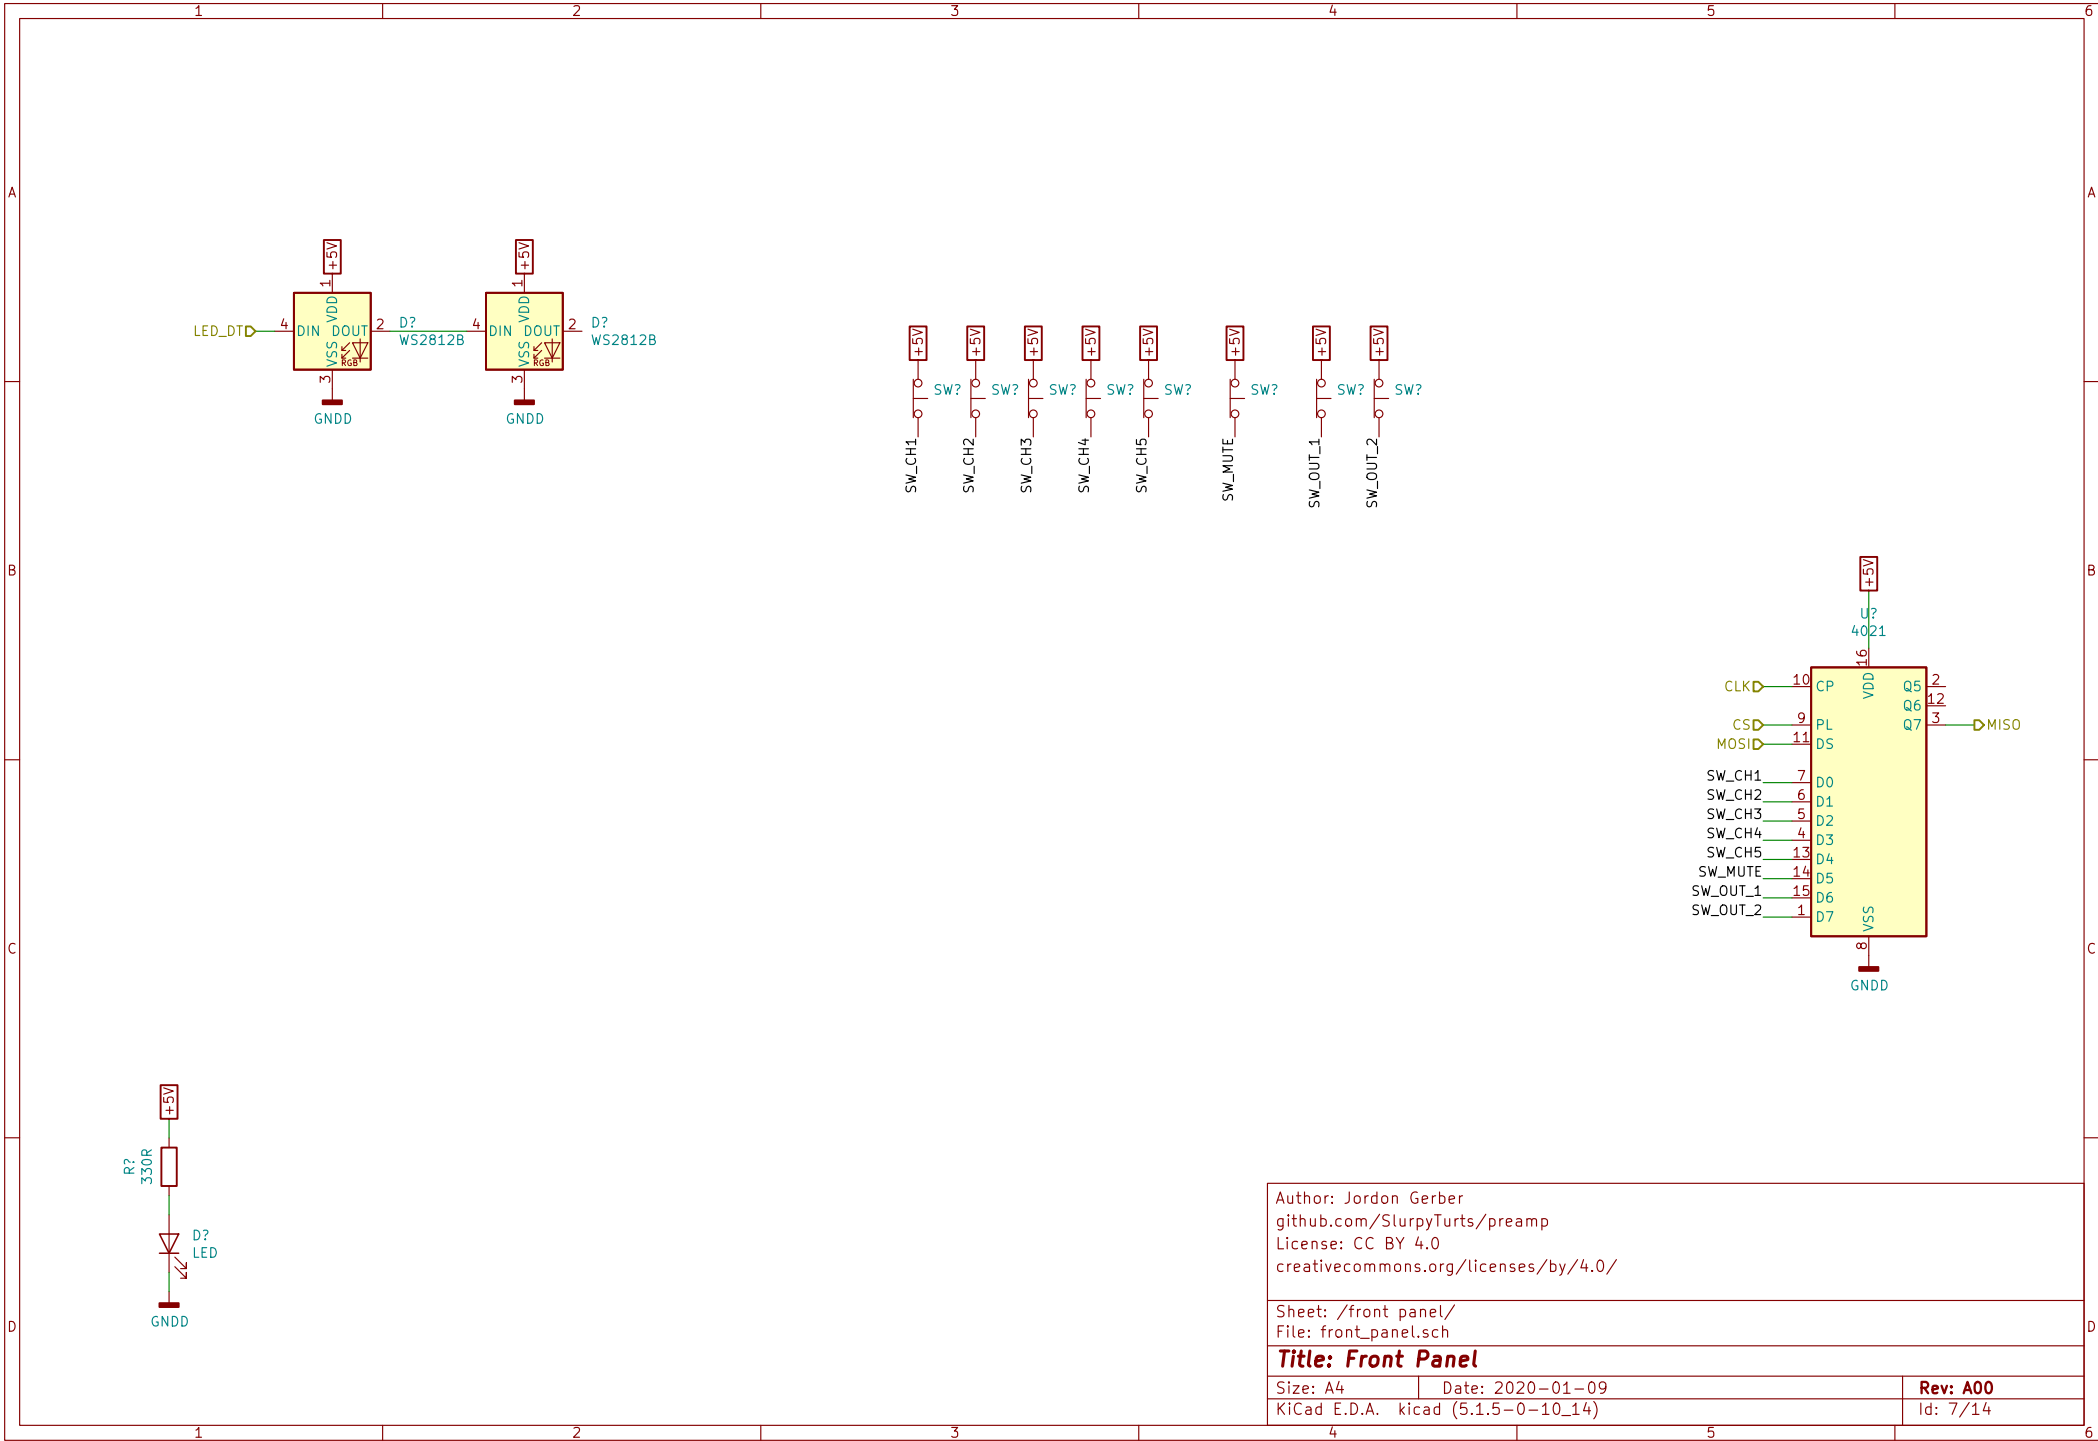 1 2 3 4 5 6
A A
+5V +5V
1 1
VDD VDD
LED_DT 4 DIN DOUT 2 D? 4 DIN DOUT 2 D?
WS2812B WS2812B
VSS RGB VSS RGB
3 3
GNDD GNDD
+5V +5V +5V +5V +5V +5V +5V +5V
SW? SW? SW? SW? SW? SW? SW? SW?
SW_CH1 SW_CH2 SW_CH3 SW_CH4 SW_CH5 SW_MUTE SW_OUT_1 SW_OUT_2
B B
+5V
U?
4021
16
VDD
CLK 10 CP Q5 2
Q6 12
CS 9 PL Q7 3 MISO
MOSI 11 DS
SW_CH1 7 D0
SW_CH2 6 D1
SW_CH3 5 D2
SW_CH4 4 D3
SW_CH5 13 D4
SW_MUTE 14 D5
SW_OUT_1 15 D6
SW_OUT_2 1 D7
VSS
8
GNDD
C C
+5V
R?
330R
D?
LED
GNDD
D D
Author: Jordon Gerber
github.com/SlurpyTurts/preamp
License: CC BY 4.0
creativecommons.org/licenses/by/4.0/
Sheet: /front panel/
File: front_panel.sch
Title: Front Panel
Size: A4 Date: 2020-01-09 Rev: A00
KiCad E.D.A. kicad (5.1.5-0-10_14) Id: 7/14
1 2 3 4 5 6